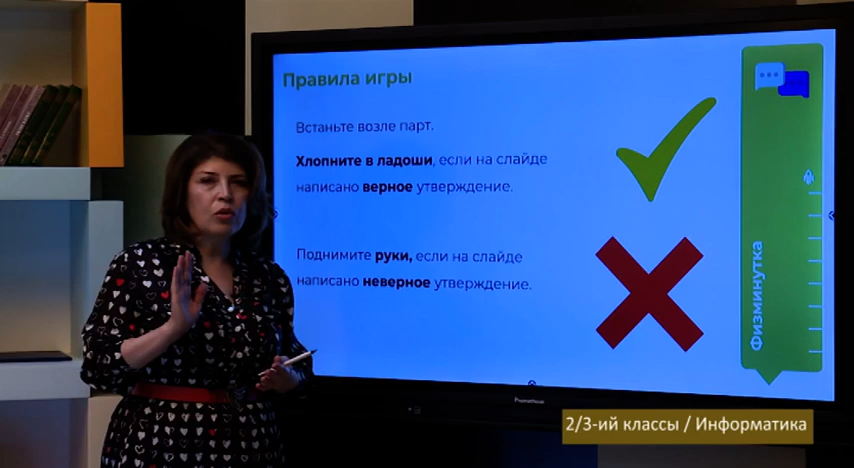 Правила игры
Встаньте возле парт.
Хлопните в ладоши, если на слайде
написано верное утверждение.
Поднимите руки, если на слайде
написано неверное утверждение.
Физминутка
Promethean
2/3-ий классы / Информатика